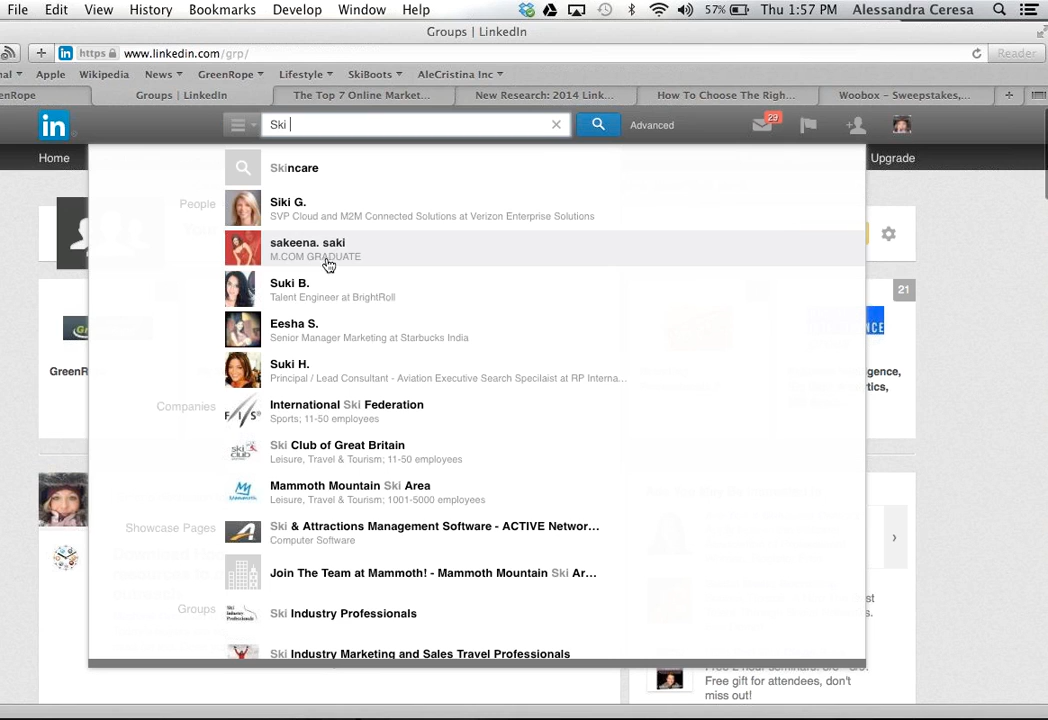 File Edit View History Bookmarks Develop Window Help 57% Thu 1:57 PM Alessandra Ceresa
Groups | LinkedIn
https www.linkedin.com/grp/ Reader
Apple Wikipedia News GreenRope Lifestyle SkiBoots AleCristina Inc
Groups | LinkedIn The Top 7 Online Market... New Research: 2014 Link... How To Choose The Righ... Woobox – Sweepstakes,...
in Ski Advanced 29
Home Upgrade
Skincare
People
Siki G.
SVP Cloud and M2M Connected Solutions at Verizon Enterprise Solutions
sakeena. saki
M.COM GRADUATE
Suki B.
Talent Engineer at BrightRoll
21
Eesha S.
Senior Manager Marketing at Starbucks India
Suki H.
Principal / Lead Consultant - Aviation Executive Search Specilaist at RP Interna...
Companies
International Ski Federation
Sports; 11-50 employees
Ski Club of Great Britain
Leisure, Travel & Tourism; 11-50 employees
Mammoth Mountain Ski Area
Leisure, Travel & Tourism; 1001-5000 employees
Showcase Pages
Ski & Attractions Management Software - ACTIVE Networ...
Computer Software
Join The Team at Mammoth! - Mammoth Mountain Ski Ar...
Groups
Ski Industry Professionals
Ski Industry Marketing and Sales Travel Professionals
Free gift for attendees, don't
miss out!